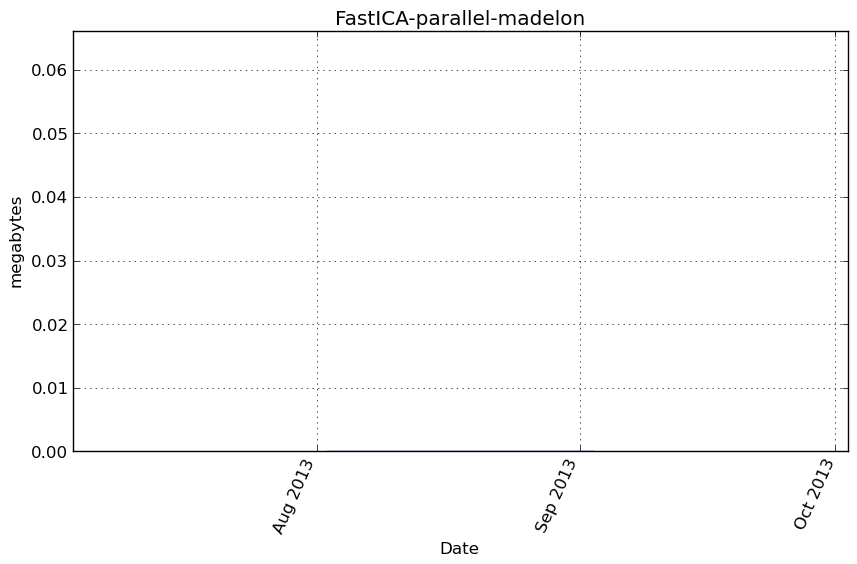 FastICA-parallel-madelon
0.06
0.05
0.04
0.03
0.02
0.01
0.00
megabytes
Aug 2013
Sep 2013
Oct 2013
Date